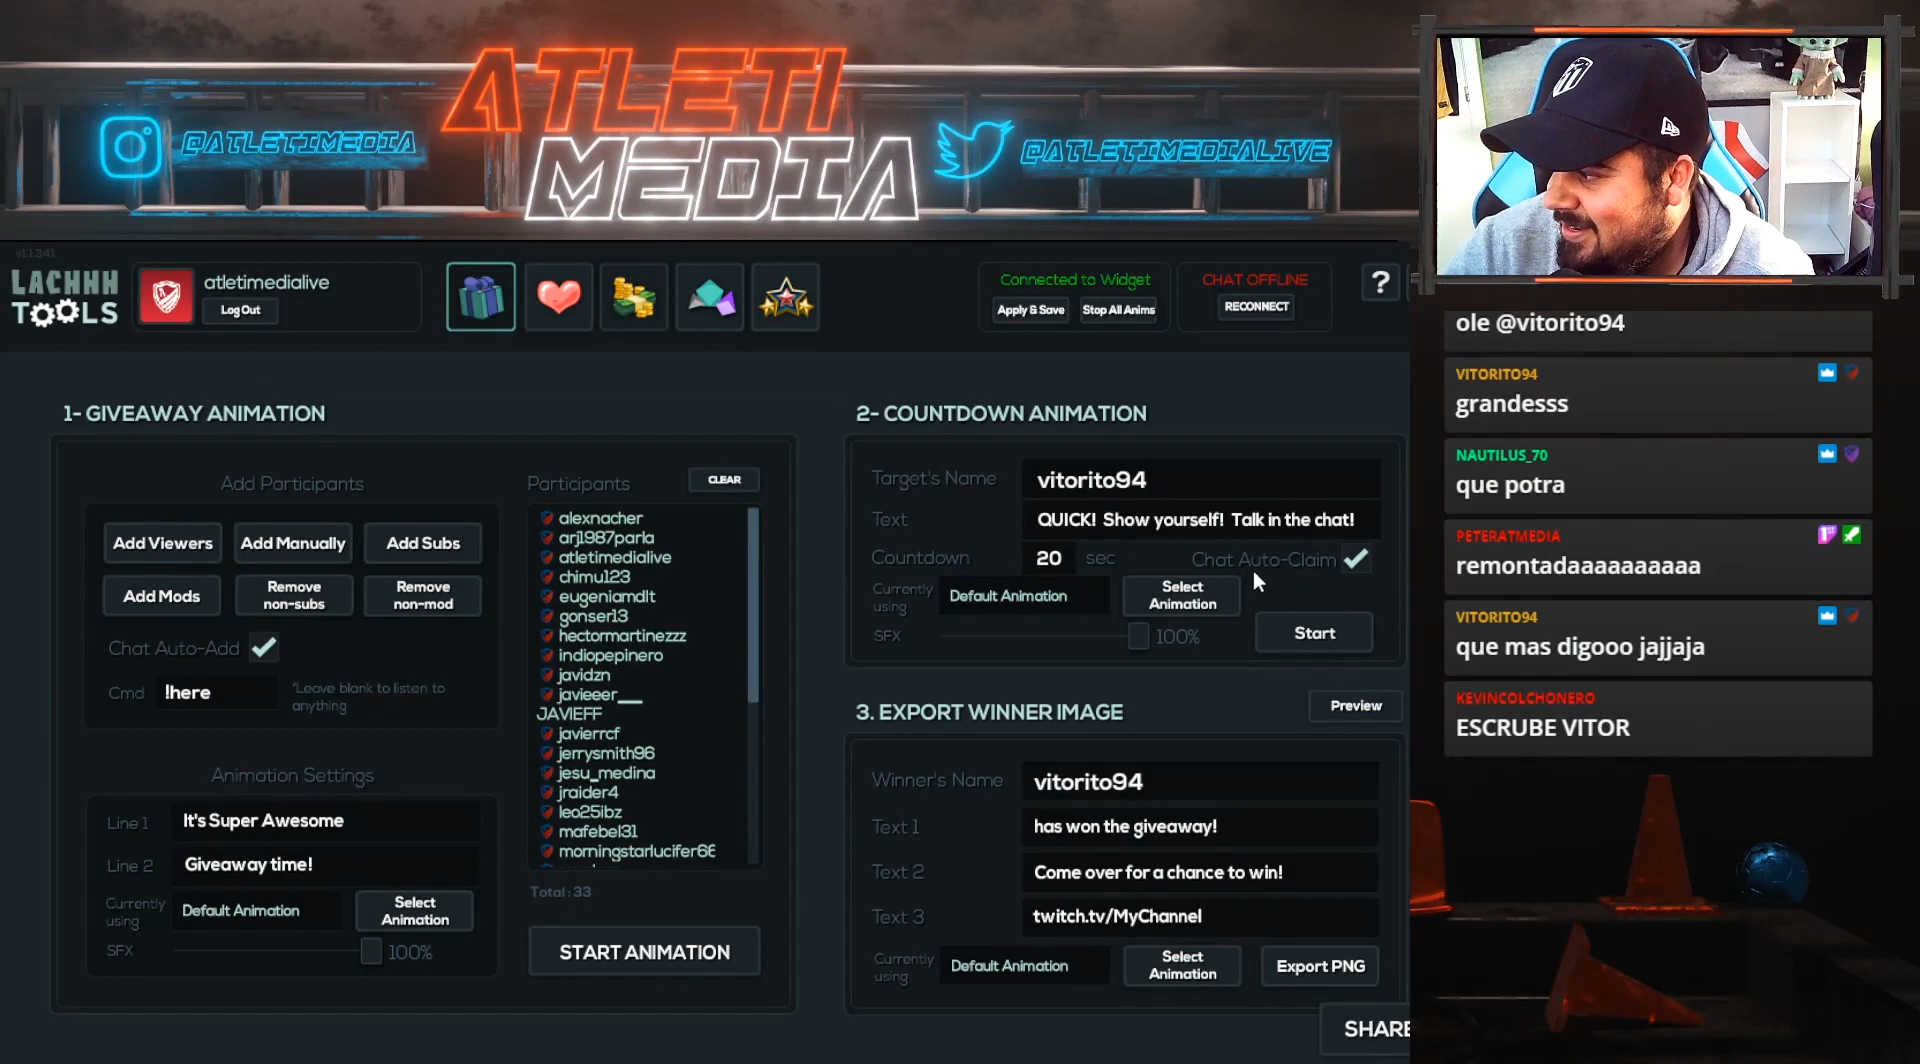 ATLETI
MEDIA
@ATLETIMEDIA
@ATLETIMEDIALIVE
v1.1.341
LACHHH
TOOLS
atletimedialive
Log Out
Connected to Widget
Apply & Save
Stop All Anims
CHAT OFFLINE
RECONNECT
?
1- GIVEAWAY ANIMATION
Add Participants
Add Viewers
Add Manually
Add Subs
Add Mods
Remove
non-subs
Remove
non-mod
Chat Auto-Add
Cmd
!here
*Leave blank to listen to
anything
Animation Settings
Line 1
It's Super Awesome
Line 2
Giveaway time!
Currently
using
Default Animation
Select
Animation
SFX
100%
Participants
CLEAR
alexnacher
arj1987parla
atletimedialive
chimu123
eugeniamdlt
gonser13
hectormartinezzz
indiopepinero
javidzn
javieeer___
JAVIEFF
javierrcf
jerrysmith96
jesu_medina
jraider4
leo25ibz
mafebel31
morningstarlucifer66
Total : 33
START ANIMATION
2- COUNTDOWN ANIMATION
Target's Name
vitorito94
Text
QUICK! Show yourself! Talk in the chat!
Countdown
20
sec
Chat Auto-Claim
Currently
using
Default Animation
Select
Animation
SFX
100%
Start
3. EXPORT WINNER IMAGE
Preview
Winner's Name
vitorito94
Text 1
has won the giveaway!
Text 2
Come over for a chance to win!
Text 3
twitch.tv/MyChannel
Currently
using
Default Animation
Select
Animation
Export PNG
SHARE
ole @vitorito94
VITORITO94
grandesss
NAUTILUS_70
que potra
PETERATMEDIA
remontadaaaaaaaaaa
VITORITO94
que mas digooo jajjaja
KEVINCOLCHONERO
ESCRUBE VITOR